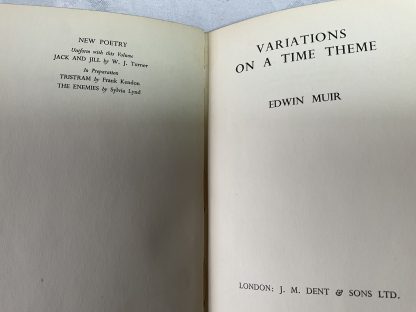 NEW POETRY
Uniform with this Volume
JACK AND JILL by W. J. Turner
In Preparation
TRISTRAM by Frank Kendon
THE ENEMIES by Sylvia Lynd
VARIATIONS
ON A TIME THEME
EDWIN MUIR
LONDON: J. M. DENT & SONS LTD.